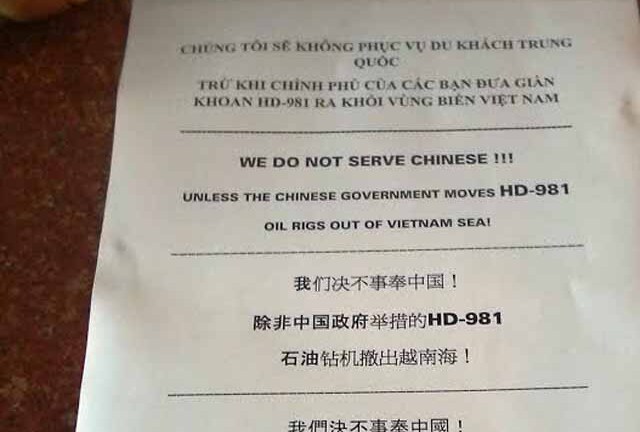 CHÚNG TÔI SẼ KHÔNG PHỤC VỤ DU KHÁCH TRUNG
QUỐC
TRỪ KHI CHÍNH PHỦ CỦA CÁC BẠN ĐƯA GIÀN
KHOAN HD-981 RA KHỎI VÙNG BIỂN VIỆT NAM
WE DO NOT SERVE CHINESE !!!
UNLESS THE CHINESE GOVERNMENT MOVES HD-981
OIL RIGS OUT OF VIETNAM SEA!
我们决不事奉中国！
除非中国政府举措的HD-981
石油钻机撤出越南海！
我們決不事奉中國！